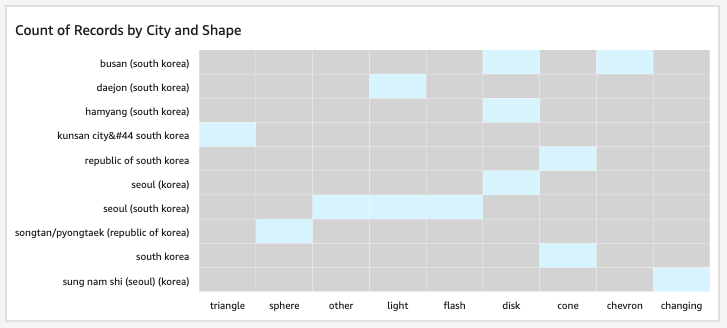 Count of Records by City and Shape
busan (south korea)
daejon (south korea)
hamyang (south korea)
kunsan city&#44 south korea
republic of south korea
seoul (korea)
seoul (south korea)
songtan/pyongtaek (republic of korea)
south korea
sung nam shi (seoul) (korea)
triangle sphere other light flash disk cone chevron changing